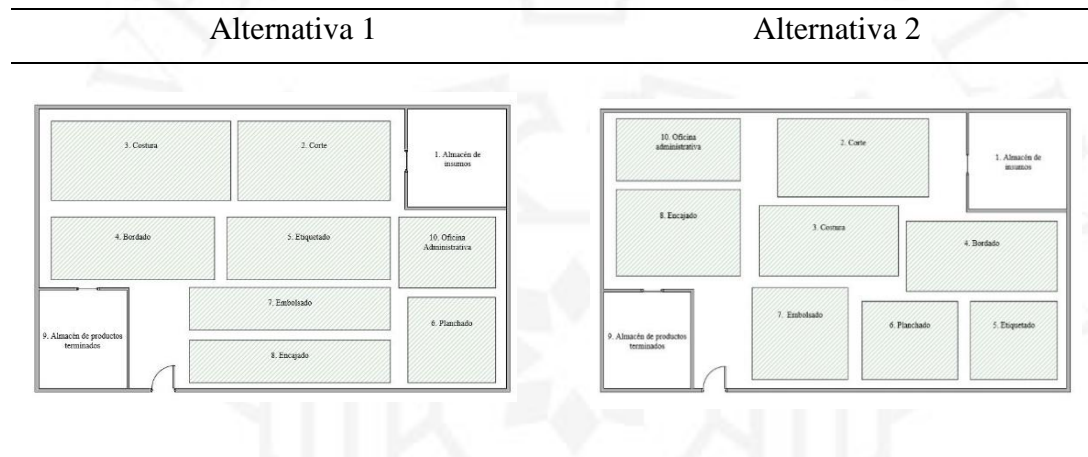 Alternativa 1
Alternativa 2
3. Costura
2. Corte
1. Almacén de
insumos
4. Bordado
5. Etiquetado
10. Oficina
Administrativa
7. Embolsado
6. Planchado
9. Almacén de productos
terminados
8. Encajado
10. Oficina
administrativa
2. Corte
1. Almacén de
insumos
8. Encajado
3. Costura
4. Bordado
7. Embolsado
6. Planchado
5. Etiquetado
9. Almacén de productos
terminados